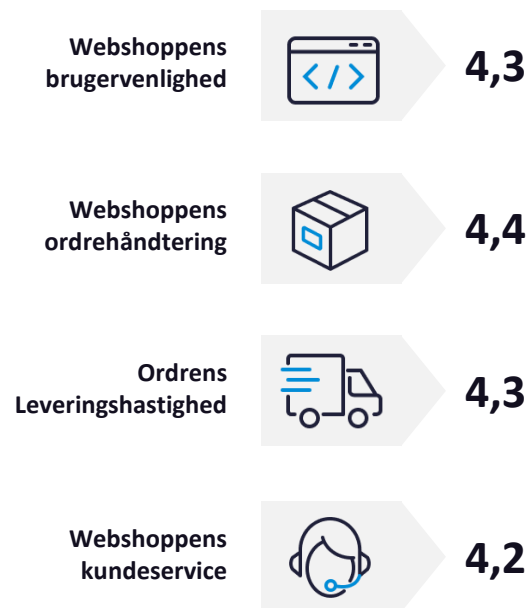 Webshoppens
brugervenlighed
4,3
Webshoppens
ordrehåndtering
4,4
Ordrens
Leveringshastighed
4,3
Webshoppens
kundeservice
4,2